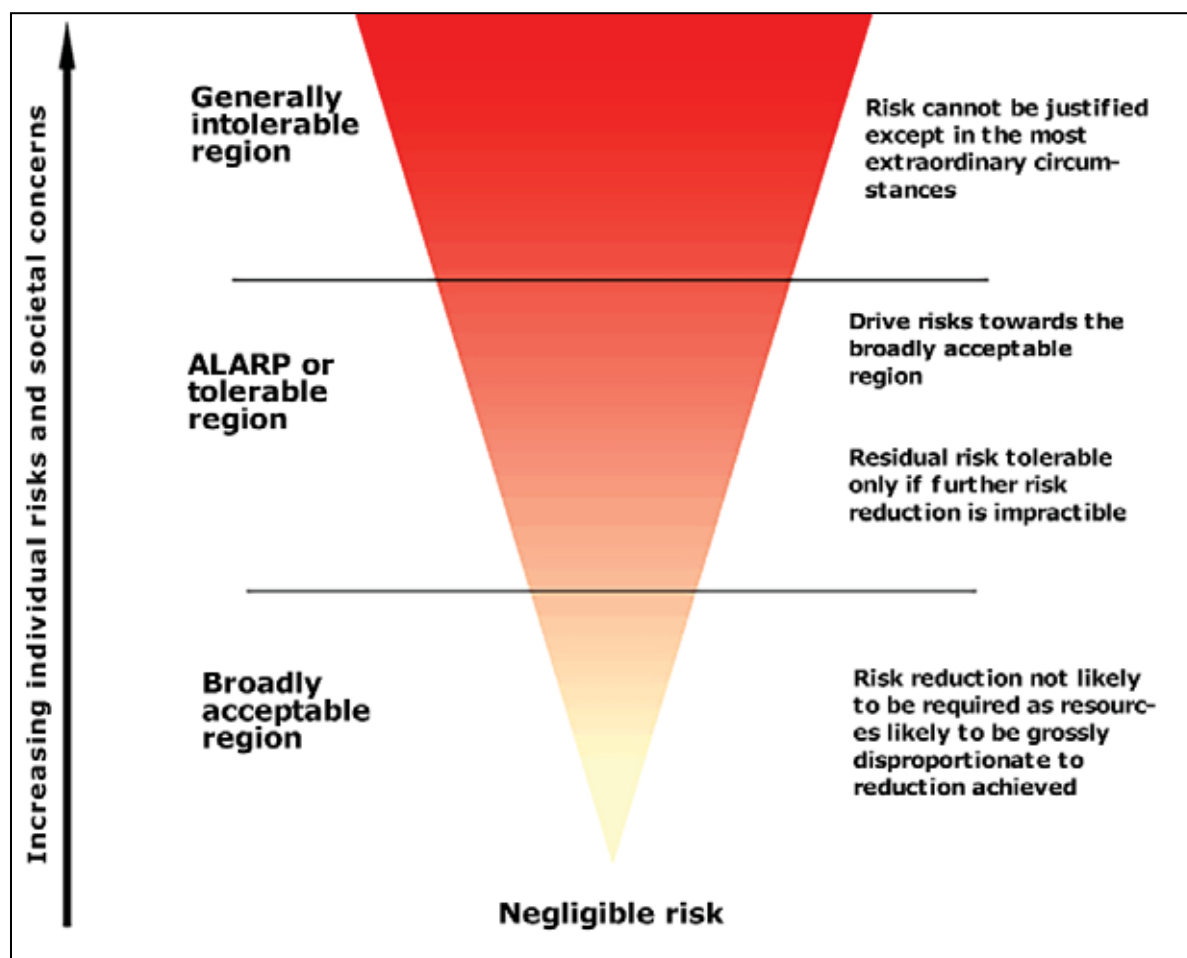 Increasing individual risks and societal concerns
Generally
intolerable
region
Risk cannot be justified
except in the most
extraordinary circum-
stances
ALARP or
tolerable
region
Drive risks towards the
broadly acceptable
region
Residual risk tolerable
only if further risk
reduction is impractible
Broadly
acceptable
region
Risk reduction not likely
to be required as resourc-
es likely to be grossly
disproportionate to
reduction achieved
Negligible risk